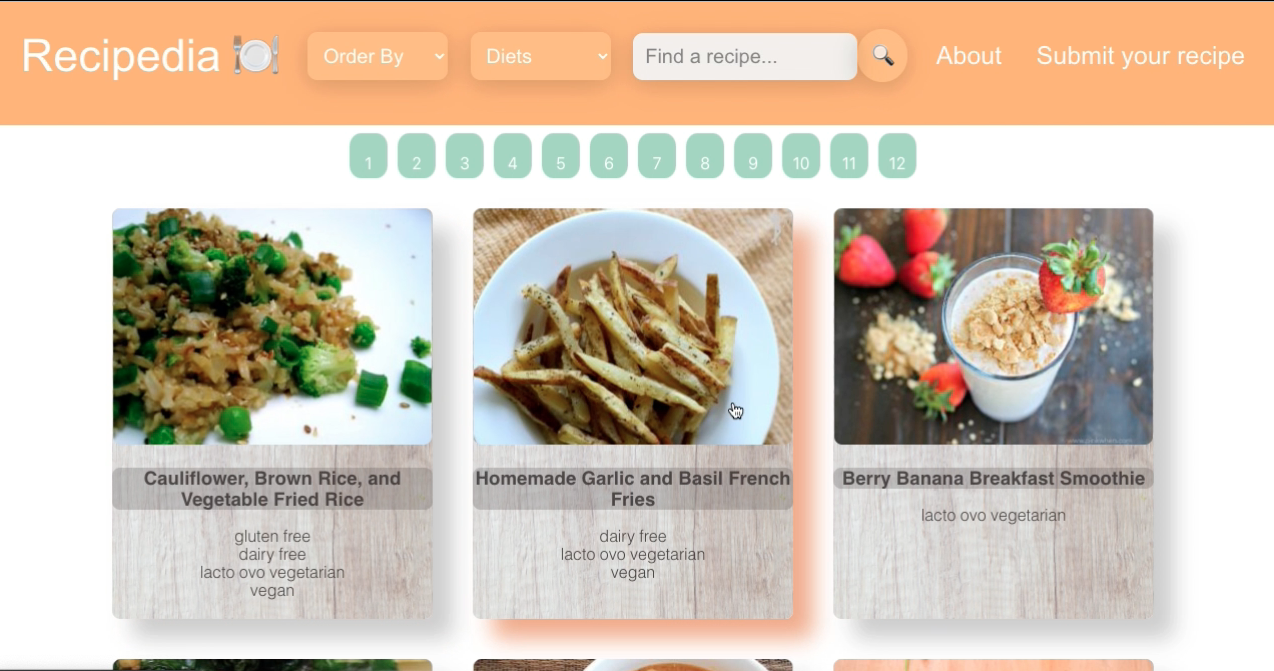 Recipedia
Order By
Diets
Find a recipe...
About
Submit your recipe
1 2 3 4 5 6 7 8 9 10 11 12
Cauliflower, Brown Rice, and
Vegetable Fried Rice
gluten free
dairy free
lacto ovo vegetarian
vegan
Homemade Garlic and Basil French
Fries
dairy free
lacto ovo vegetarian
vegan
Berry Banana Breakfast Smoothie
lacto ovo vegetarian